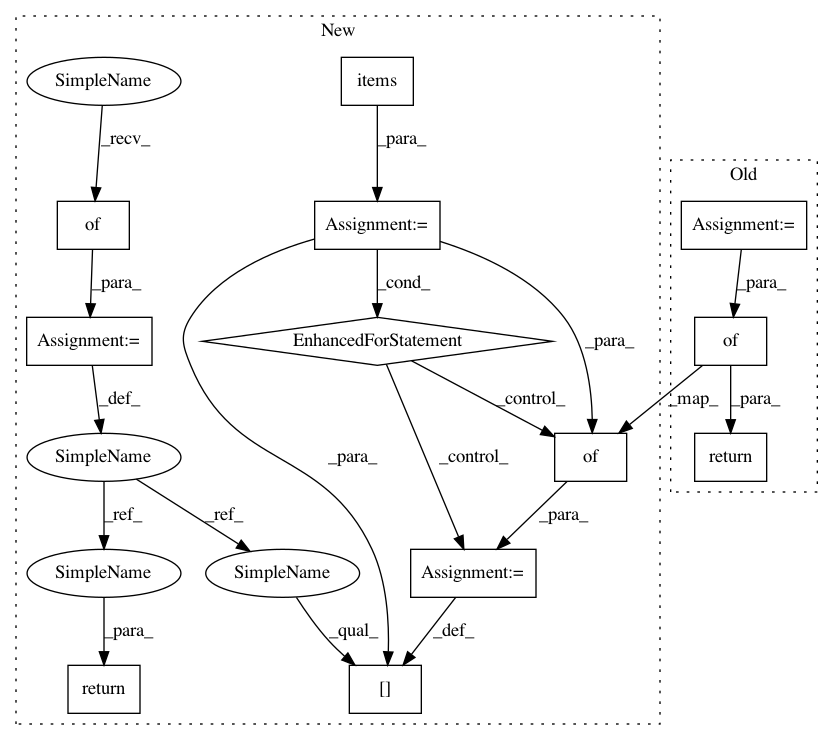 New
SimpleName
items
_recv_
_para_
Old
of
Assignment:=
Assignment:=
_para_
_cond_
_para_
Assignment:=
EnhancedForStatement
_para_
of
_def_
_control_
_map_
_para_
SimpleName
_para_
_control_
of
return
_ref_
_ref_
_para_
SimpleName
SimpleName
Assignment:=
_para_
_qual_
_def_
return
[]